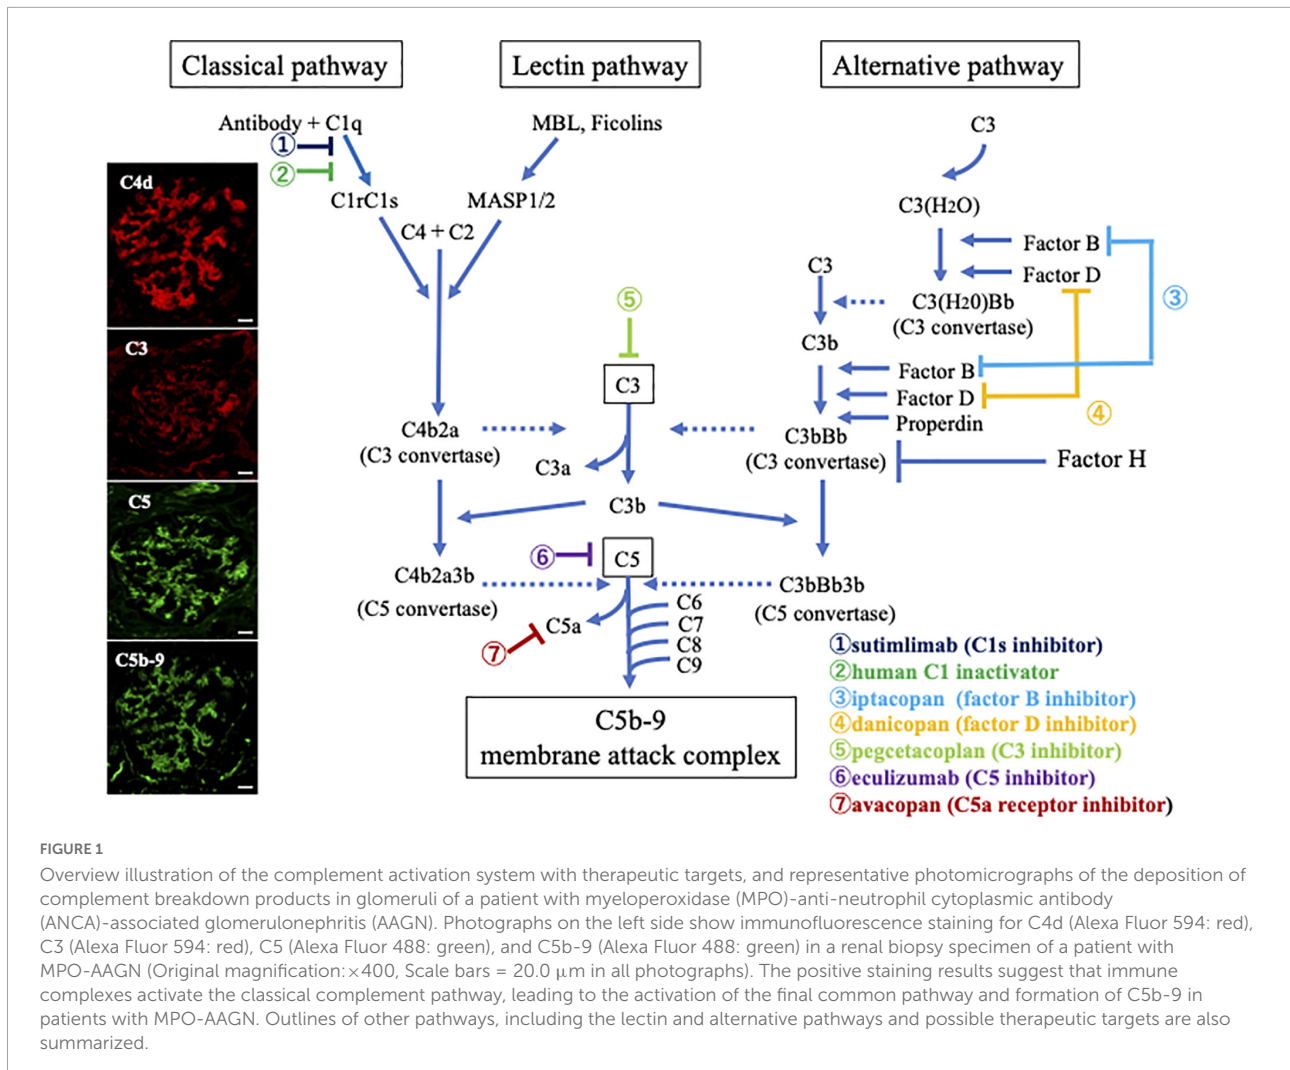 Classical pathway
Lectin pathway
Alternative pathway
Antibody + C1q
MBL, Ficolins
C3
①
②
C4d
C1rC1s
MASP1/2
C3(H2O)
C4 + C2
Factor B
Factor D
③
C3
C3(H20)Bb
(C3 convertase)
⑤
C3
C3b
C3
Factor B
Factor D
Properdin
④
C4b2a
(C3 convertase)
C3a
C3bBb
(C3 convertase)
Factor H
C3b
C5
⑥
C5
C4b2a3b
(C5 convertase)
C3bBb3b
(C5 convertase)
C5a
⑦
C6
C7
C8
C9
C5b-9
C5b-9
membrane attack complex
①sutimlimab (C1s inhibitor)
②human C1 inactivator
③iptacopan (factor B inhibitor)
④danicopan (factor D inhibitor)
⑤pegcetacoplan (C3 inhibitor)
⑥eculizumab (C5 inhibitor)
⑦avacopan (C5a receptor inhibitor)
FIGURE 1
Overview illustration of the complement activation system with therapeutic targets, and representative photomicrographs of the deposition of
complement breakdown products in glomeruli of a patient with myeloperoxidase (MPO)-anti-neutrophil cytoplasmic antibody
(ANCA)-associated glomerulonephritis (AAGN). Photographs on the left side show immunofluorescence staining for C4d (Alexa Fluor 594: red),
C3 (Alexa Fluor 594: red), C5 (Alexa Fluor 488: green), and C5b-9 (Alexa Fluor 488: green) in a renal biopsy specimen of a patient with
MPO-AAGN (Original magnification: ×400, Scale bars = 20.0 μm in all photographs). The positive staining results suggest that immune
complexes activate the classical complement pathway, leading to the activation of the final common pathway and formation of C5b-9 in
patients with MPO-AAGN. Outlines of other pathways, including the lectin and alternative pathways and possible therapeutic targets are also
summarized.